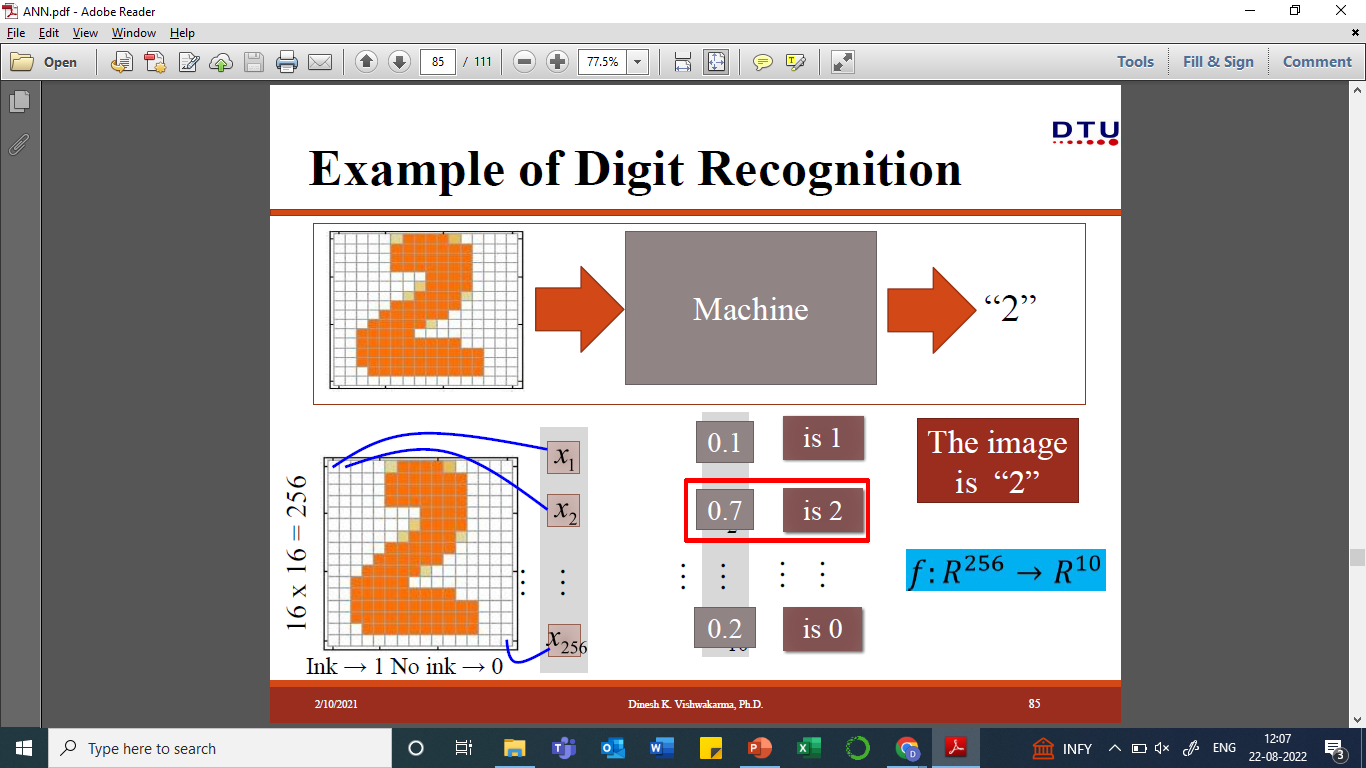 ANN.pdf - Adobe Reader
File Edit View Window Help
Open 85 / 111 77.5% Tools Fill & Sign Comment
DTU
Example of Digit Recognition
Machine
“2”
16 x 16 = 256
x1
x2
⋮ ⋮
x256
Ink → 1 No ink → 0
0.1 is 1
0.7 is 2
⋮ ⋮ ⋮ ⋮
0.2 is 0
The image
is “2”
f: R^256 → R^10
2/10/2021 Dinesh K. Vishwakarma, Ph.D. 85
Type here to search
INFY ENG 12:07
22-08-2022 3